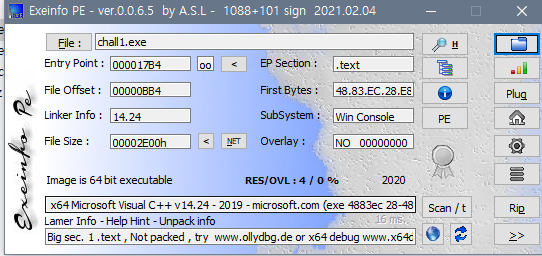 Exeinfo PE - ver.0.0.6.5 by A.S.L - 1088+101 sign 2021.02.04
Exeinfo Pe
File : chall1.exe H
Entry Point : 000017B4 oo < EP Section : .text
File Offset : 00000BB4 First Bytes : 48.83.EC.28.E8 Plug
Linker Info : 14.24 SubSystem : Win Console PE
File Size : 00002E00h < NET Overlay : NO 00000000
Image is 64 bit executable RES/OVL : 4 / 0 % 2020
x64 Microsoft Visual C++ v14.24 - 2019 - microsoft.com (exe 4883ec 28-48 Scan / t Rip
Lamer Info - Help Hint - Unpack info 16 ms.
Big sec. 1 .text , Not packed , try www.ollydbg.de or x64 debug www.x64d >>